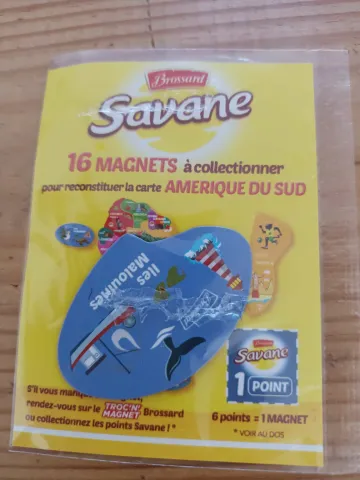 Brossard
Savane
16 MAGNETS à collectionner
pour reconstituer la carte AMERIQUE DU SUD
Iles
Malouines
Brossard
Savane
1 POINT
S'il vous manque
rendez-vous sur le TROC'N' MAGNET Brossard
ou collectionnez les points Savane ! *
6 points = 1 MAGNET
* VOIR AU DOS